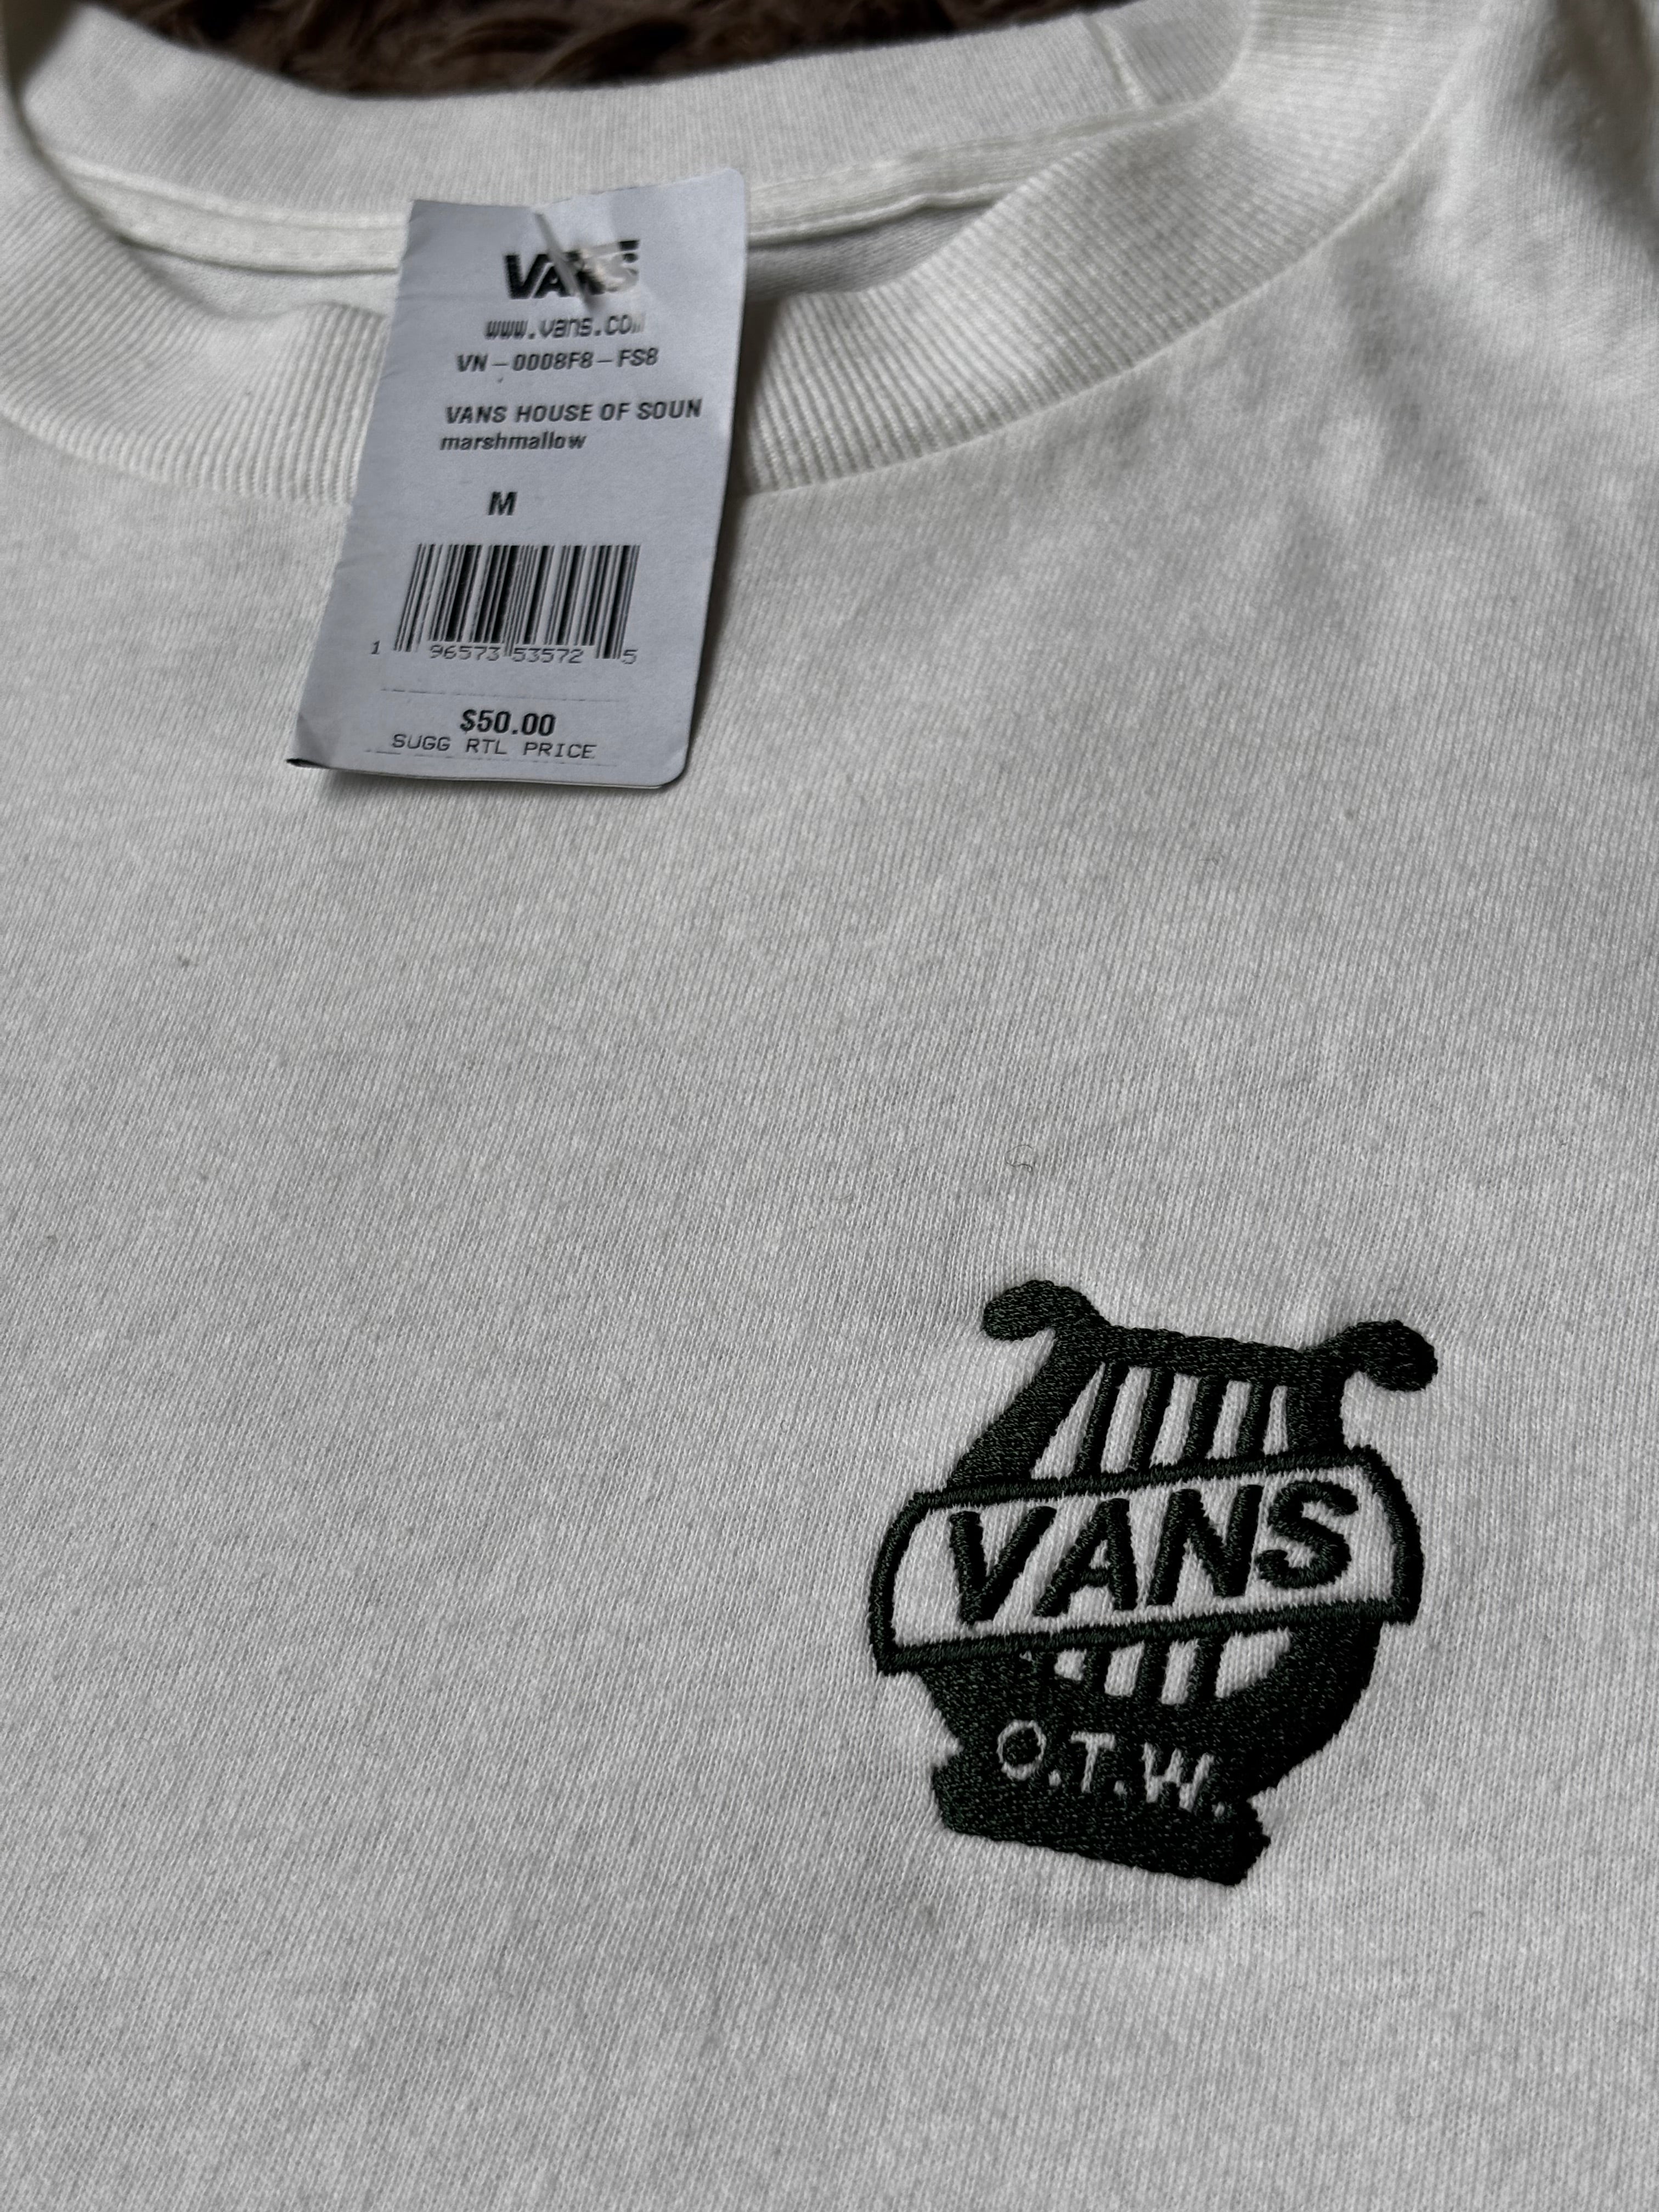 VANS
www.vans.com
VN-0008F8-FS8
VANS HOUSE OF SOUN
marshmallow
M
1 96573 53572 5
$50.00
SUGG RTL PRICE
VANS
O.T.W.